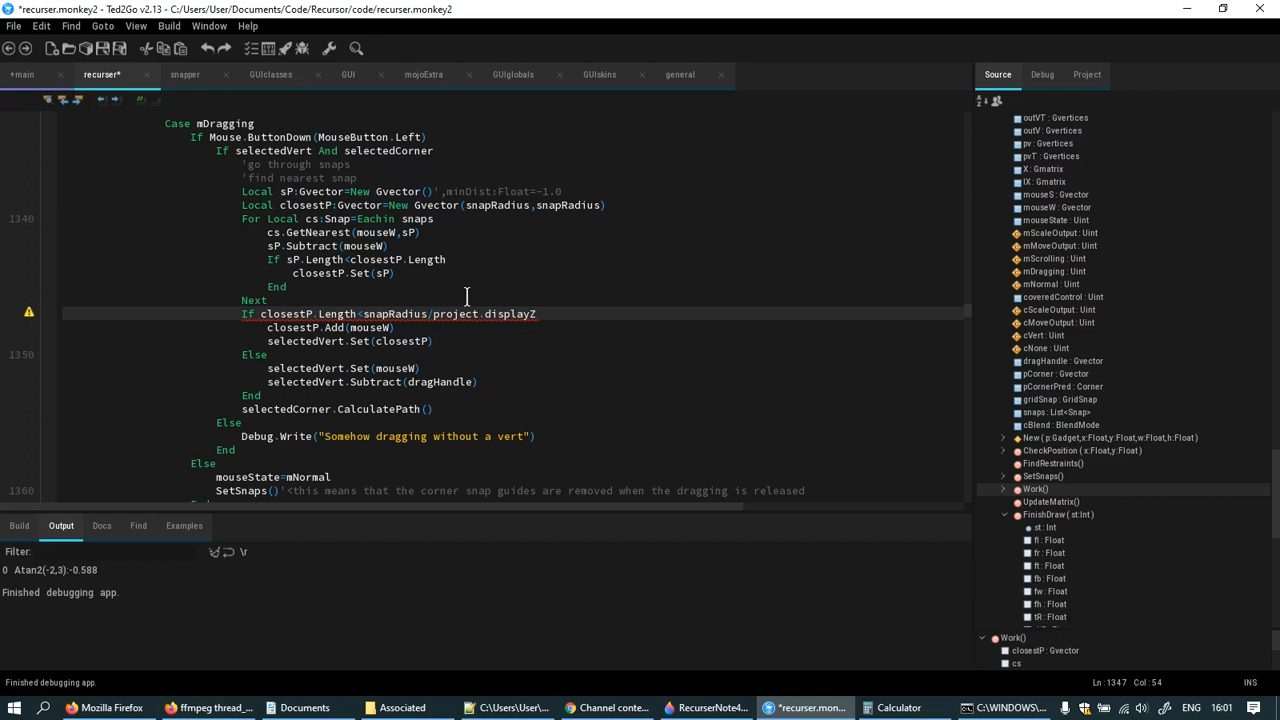 *recurser.monkey2 - Ted2Go v2.13 - C:/Users/User/Documents/Code/Recursor/code/recurser.monkey2
File Edit Find Goto View Build Window Help
+main recurser* snapper GUIclasses GUI mojoExtra GUIglobals GUIskins general
Case mDragging
If Mouse.ButtonDown(MouseButton.Left)
If selectedVert And selectedCorner
'go through snaps
'find nearest snap
Local sP:Gvector=New Gvector()',minDist:Float=-1.0
Local closestP:Gvector=New Gvector(snapRadius,snapRadius)
1340 For Local cs:Snap=Eachin snaps
cs.GetNearest(mouseW,sP)
sP.Subtract(mouseW)
If sP.Length<closestP.Length
closestP.Set(sP)
End
Next
If closestP.Length<snapRadius/project.displayZ
closestP.Add(mouseW)
selectedVert.Set(closestP)
1350 Else
selectedVert.Set(mouseW)
selectedVert.Subtract(dragHandle)
End
selectedCorner.CalculatePath()
Else
Debug.Write("Somehow dragging without a vert")
End
Else
mouseState=mNormal
1360 SetSnaps()'<this means that the corner snap guides are removed when the dragging is released
Build Output Docs Find Examples
Filter: \r
0 Atan2(-2,3):-0.588
Finished debugging app.
Source Debug Project
outVT : Gvertices
outV : Gvertices
pv : Gvertices
pvT : Gvertices
X : Gmatrix
IX : Gmatrix
mouseS : Gvector
mouseW : Gvector
mouseState : Uint
mScaleOutput : Uint
mMoveOutput : Uint
mScrolling : Uint
mDragging : Uint
mNormal : Uint
coveredControl : Uint
cScaleOutput : Uint
cMoveOutput : Uint
cVert : Uint
cNone : Uint
dragHandle : Gvector
pCorner : Gvector
pCornerPred : Corner
gridSnap : GridSnap
snaps : List<Snap>
cBlend : BlendMode
New ( p:Gadget,x:Float,y:Float,w:Float,h:Float )
CheckPosition ( x:Float,y:Float )
FindRestraints()
SetSnaps()
Work()
UpdateMatrix()
FinishDraw ( st:Int )
st : Int
fl : Float
fr : Float
ft : Float
fb : Float
fw : Float
fh : Float
tR : Float
Work()
closestP : Gvector
cs
Finished debugging app. Ln : 1347 Col : 54 INS
Mozilla Firefox ffmpeg thread_... Documents C:\Users\User\... Associated Channel conte... RecurserNote4... *recurser.mon... Calculator C:\WINDOWS\... ENG 16:01